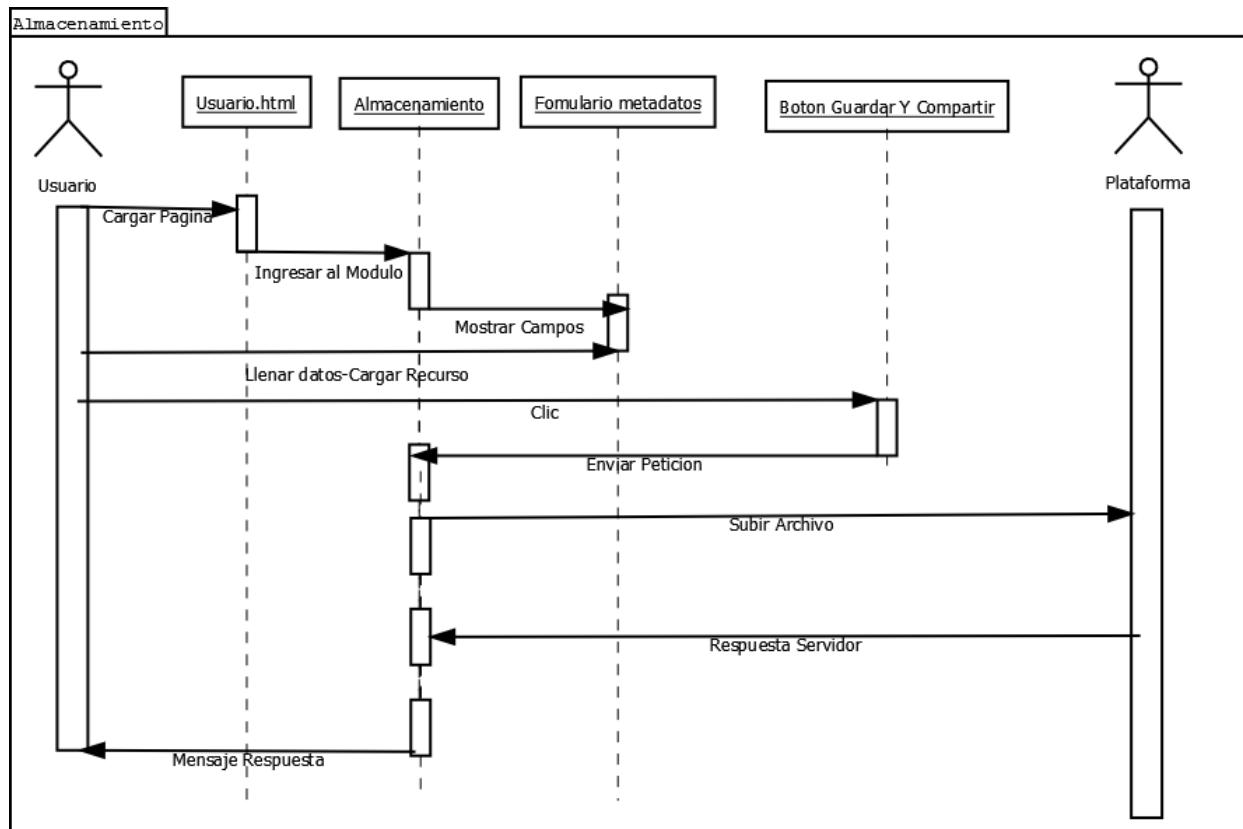 Almacenamiento
Usuario.html
Almacenamiento
Fomulario metadatos
Boton Guardar Y Compartir
Usuario
Plataforma
Cargar Pagina
Ingresar al Modulo
Mostrar Campos
Llenar datos-Cargar Recurso
Clic
Enviar Peticion
Subir Archivo
Respuesta Servidor
Mensaje Respuesta